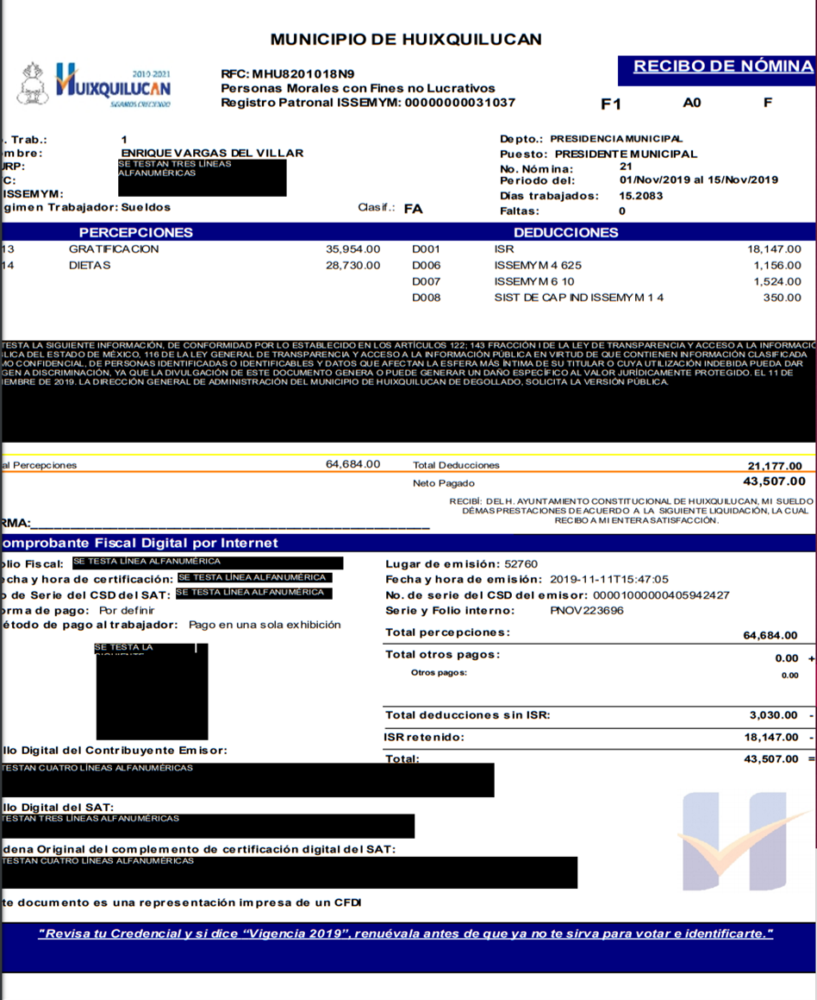 MUNICIPIO DE HUIXQUILUCAN
2019-2021
HUIXQUILUCAN
SIGAMOS CRECIENDO
RFC: MHU8201018N9
Personas Morales con Fines no Lucrativos
Registro Patronal ISSEMYM: 00000000031037
RECIBO DE NÓMINA
F1 A0 F
. Trab.: 1
mbre: ENRIQUE VARGAS DEL VILLAR
JRP: SE TESTAN TRES LÍNEAS
C: ALFANUMÉRICAS
ISSEMYM:
gimen Trabajador: Sueldos
Clasif.: FA
Depto.: PRESIDENCIA MUNICIPAL
Puesto: PRESIDENTE MUNICIPAL
No. Nómina: 21
Periodo del: 01/Nov/2019 al 15/Nov/2019
Días trabajados: 15.2083
Faltas: 0
PERCEPCIONES DEDUCCIONES
13 GRATIFICACION 35,954.00 D001 ISR 18,147.00
14 DIETAS 28,730.00 D006 ISSEMYM 4 625 1,156.00
D007 ISSEMYM 6 10 1,524.00
D008 SIST DE CAP IND ISSEMYM 1 4 350.00
TESTA LA SIGUIENTE INFORMACIÓN, DE CONFORMIDAD POR LO ESTABLECIDO EN LOS ARTÍCULOS 122; 143 FRACCIÓN I DE LA LEY DE TRANSPARENCIA Y ACCESO A LA INFORMACIÓ
LICA DEL ESTADO DE MÉXICO, 116 DE LA LEY GENERAL DE TRANSPARENCIA Y ACCESO A LA INFORMACIÓN PÚBLICA EN VIRTUD DE QUE CONTIENEN INFORMACIÓN CLASIFICADA
MO CONFIDENCIAL, DE PERSONAS IDENTIFICADAS O IDENTIFICABLES Y DATOS QUE AFECTAN LA ESFERA MÁS ÍNTIMA DE SU TITULAR O CUYA UTILIZACIÓN INDEBIDA PUEDA DAR
GEN A DISCRIMINACIÓN, YA QUE LA DIVULGACIÓN DE ESTE DOCUMENTO GENERA O PUEDE GENERAR UN DAÑO ESPECÍFICO AL VALOR JURÍDICAMENTE PROTEGIDO. EL 11 DE
IEMBRE DE 2019. LA DIRECCIÓN GENERAL DE ADMINISTRACIÓN DEL MUNICIPIO DE HUIXQUILUCAN DE DEGOLLADO, SOLICITA LA VERSIÓN PÚBLICA.
al Percepciones 64,684.00 Total Deducciones 21,177.00
Neto Pagado 43,507.00
RECIBÍ: DEL H. AYUNTAMIENTO CONSTITUCIONAL DE HUIXQUILUCAN, MI SUELDO
DÉMAS PRESTACIONES DE ACUERDO A LA SIGUIENTE LIQUIDACIÓN, LA CUAL
RECIBO A MI ENTERA SATISFACCIÓN.
RMA:
omprobante Fiscal Digital por Internet
lio Fiscal: SE TESTA LÍNEA ALFANUMÉRICA
echa y hora de certificación: SE TESTA LÍNEA ALFANUMÉRICA
o de Serie del CSD del SAT: SE TESTA LÍNEA ALFANUMÉRICA
orma de pago: Por definir
étodo de pago al trabajador: Pago en una sola exhibición
Lugar de emisión: 52760
Fecha y hora de emisión: 2019-11-11T15:47:05
No. de serie del CSD del emisor: 00001000000405942427
Serie y Folio interno: PNOV223696
SE TESTA LA
Total percepciones: 64,684.00
Total otros pagos: 0.00 +
Otros pagos: 0.00
Total deducciones sin ISR: 3,030.00 -
ISR retenido: 18,147.00 -
Total: 43,507.00 =
llo Digital del Contribuyente Emisor:
TESTAN CUATRO LÍNEAS ALFANUMÉRICAS
llo Digital del SAT:
TESTAN TRES LÍNEAS ALFANUMÉRICAS
dena Original del complemento de certificación digital del SAT:
TESTAN CUATRO LÍNEAS ALFANUMÉRICAS
te documento es una representación impresa de un CFDI
"Revisa tu Credencial y si dice “Vigencia 2019”, renuévala antes de que ya no te sirva para votar e identificarte."